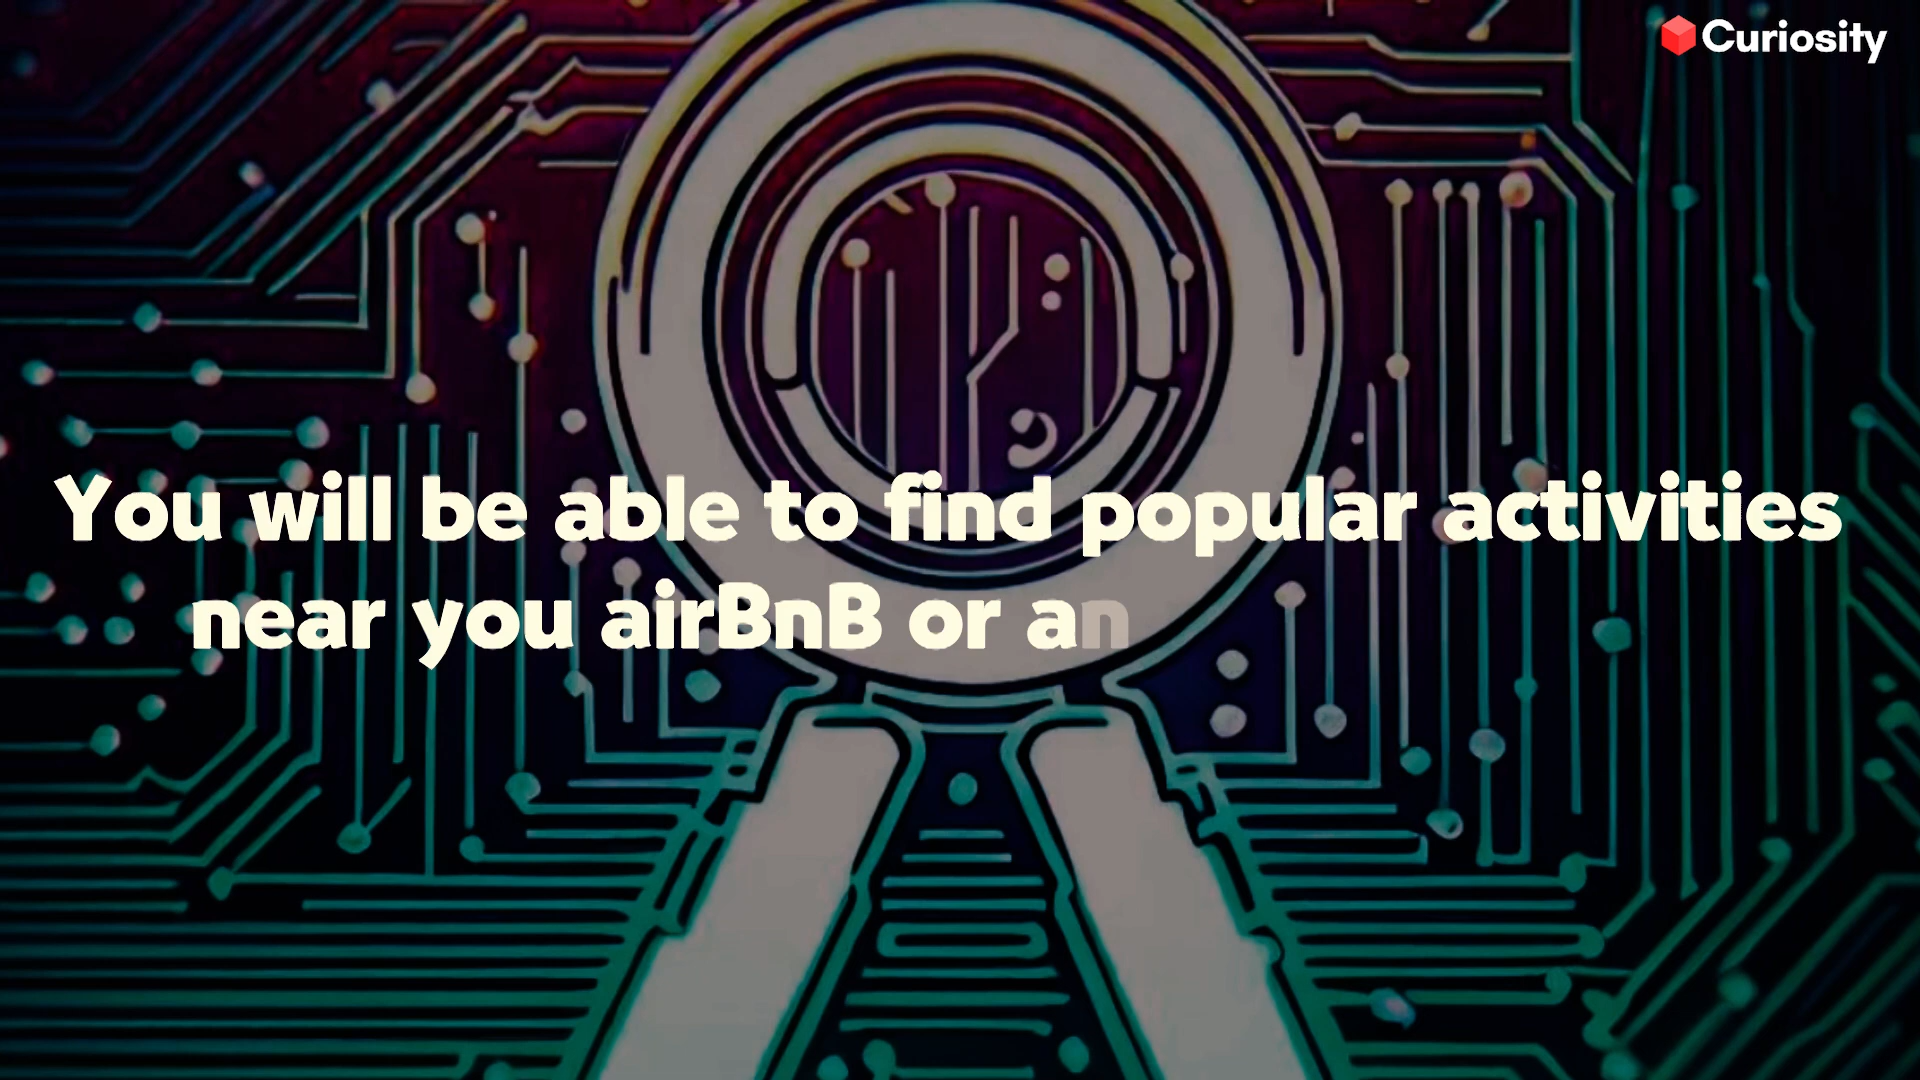 Curiosity
You will be able to find popular activities
near you airBnB or an